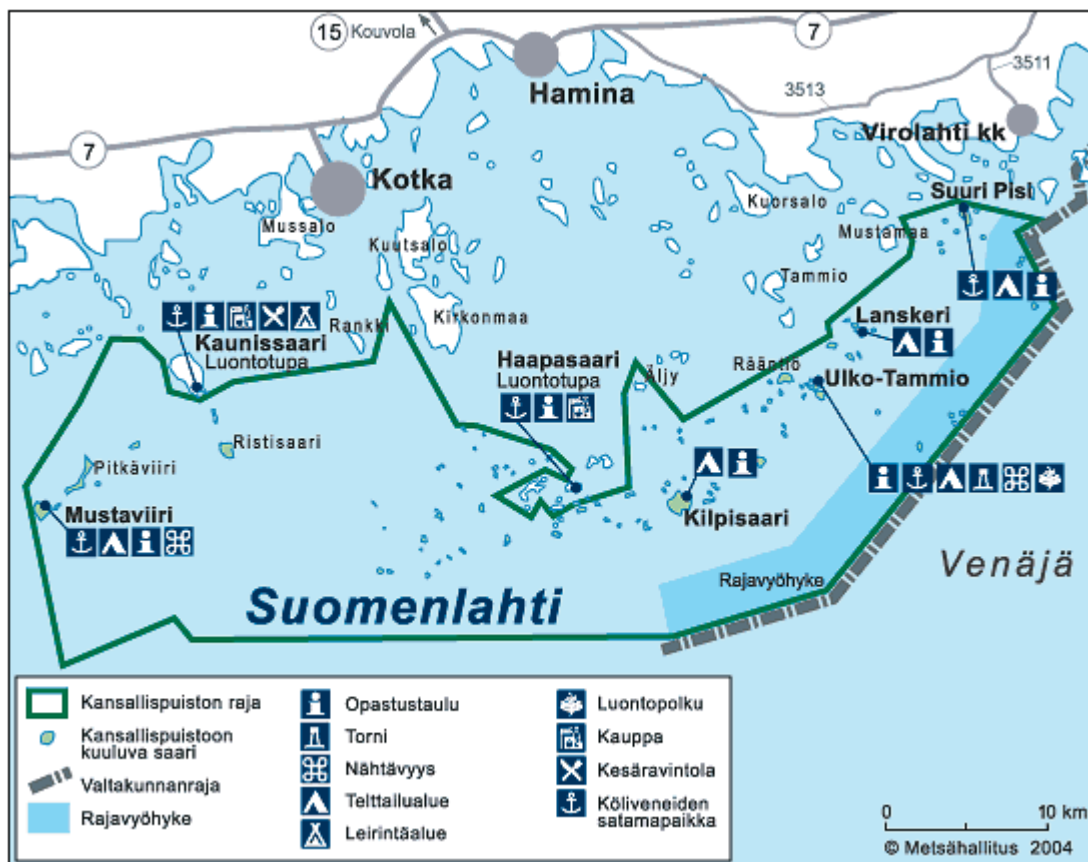 15
Kouvola
7
Hamina
3511
3513
Virolahti kk
7
Kotka
Suuri Pisi
Kuorsalo
Mussalo
Mustamaa
Kuutsalo
Tammio
Kirkonmaa
Lanskeri
Kaunissaari
Luontotupa
Rankki
Haapasaari
Luontotupa
Äljy
Rääntiö
Ulko-Tammio
Ristisaari
Pitkäviiri
Mustaviiri
Kilpisaari
Venäjä
Rajavyöhyke
Suomenlahti
Kansallispuiston raja
Kansallispuistoon
kuuluva saari
Valtakunnanraja
Rajavyöhyke
Opastustaulu
Torni
Nähtävyys
Telttailualue
Leirintäalue
Luontopolku
Kauppa
Kesäravintola
Köliveneiden
satamapaikka
0 10 km
© Metsähallitus 2004